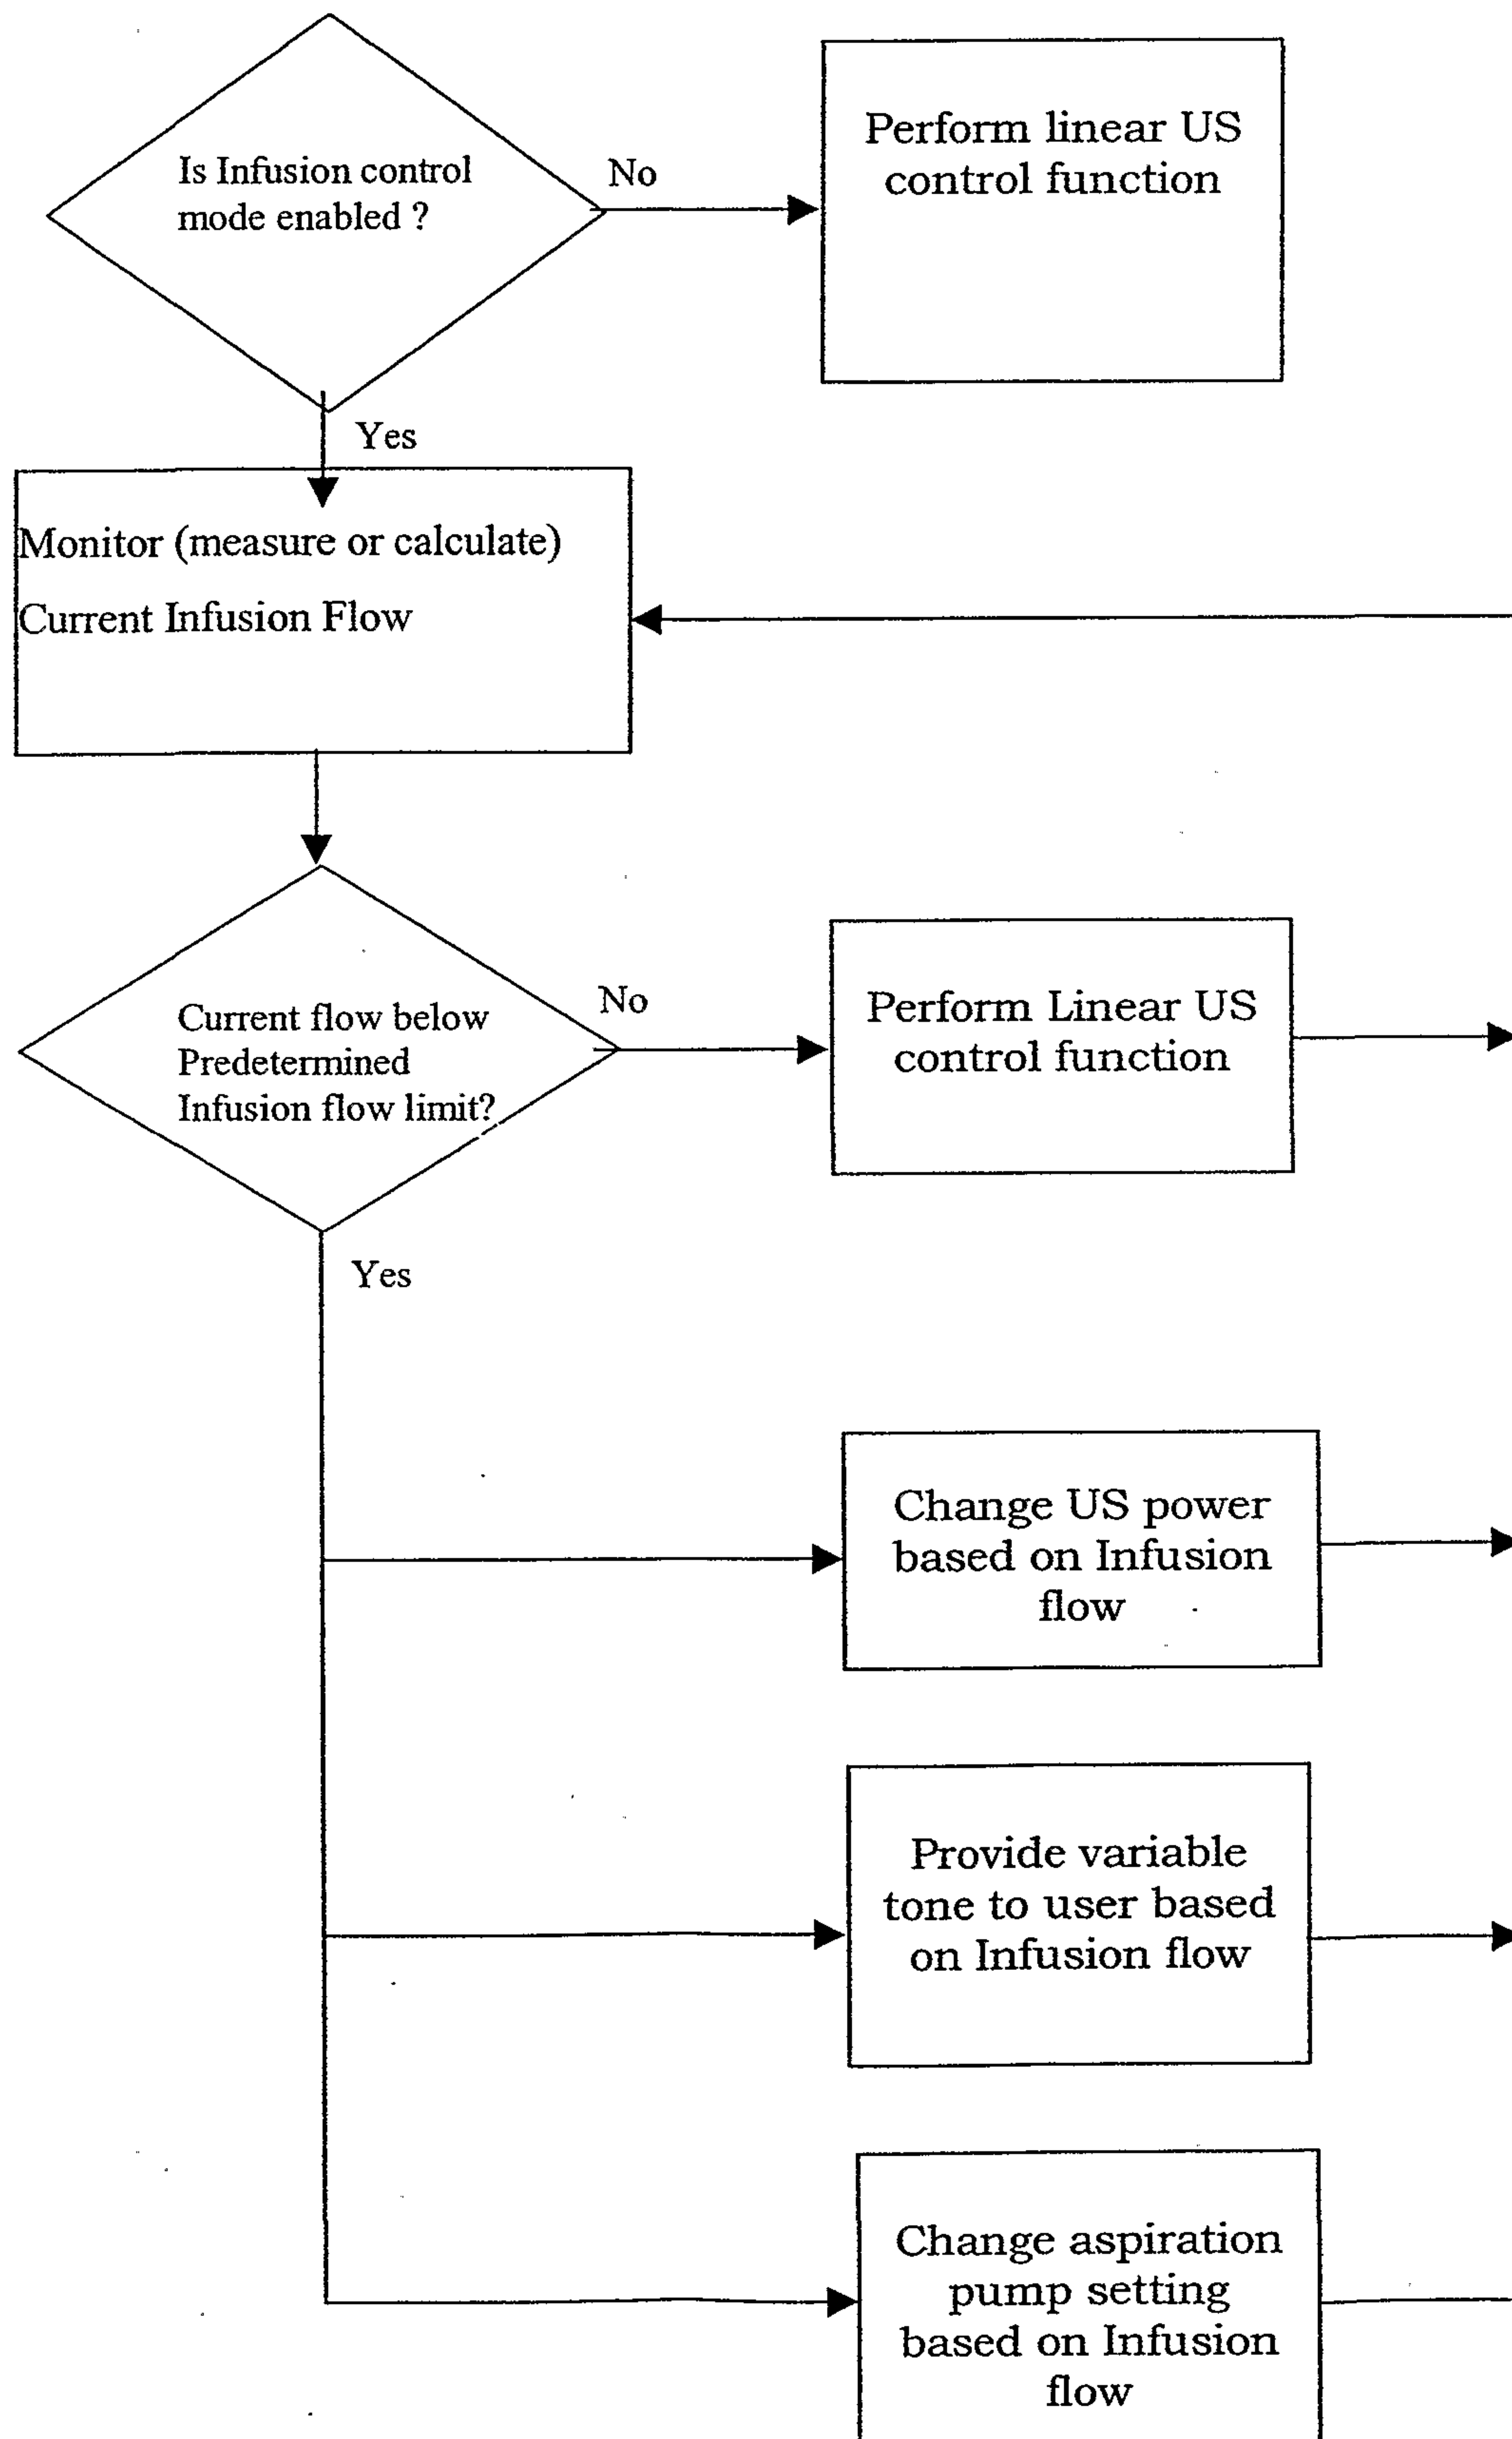 Is Infusion control
mode enabled ?
No
Perform linear US
control function
Yes
Monitor (measure or calculate)
Current Infusion Flow
Current flow below
Predetermined
Infusion flow limit?
No
Perform Linear US
control function
Yes
Change US power
based on Infusion
flow
Provide variable
tone to user based
on Infusion flow
Change aspiration
pump setting
based on Infusion
flow